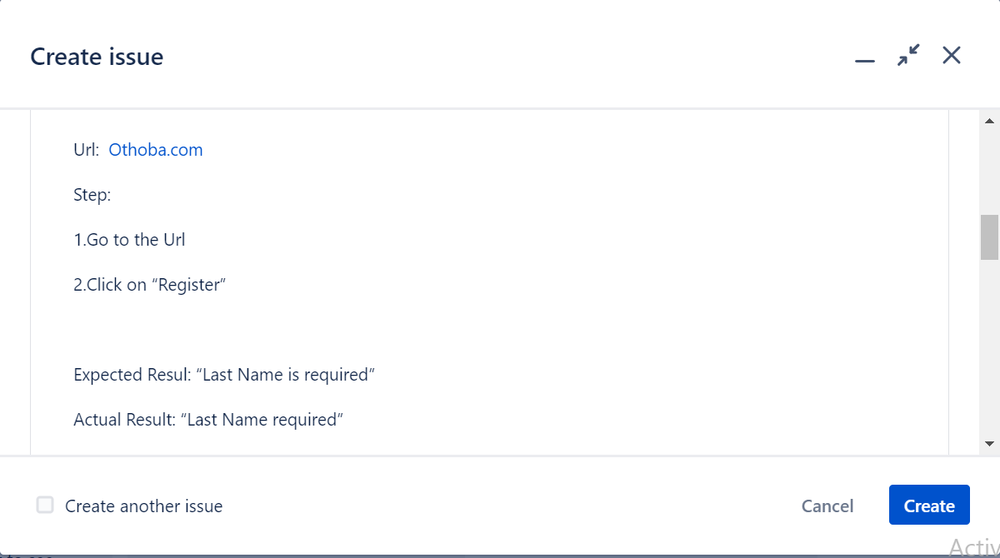 Create issue
Url: Othoba.com
Step:
1.Go to the Url
2.Click on “Register”
Expected Resul: “Last Name is required”
Actual Result: “Last Name required”
Create another issue
Cancel
Create
Activ